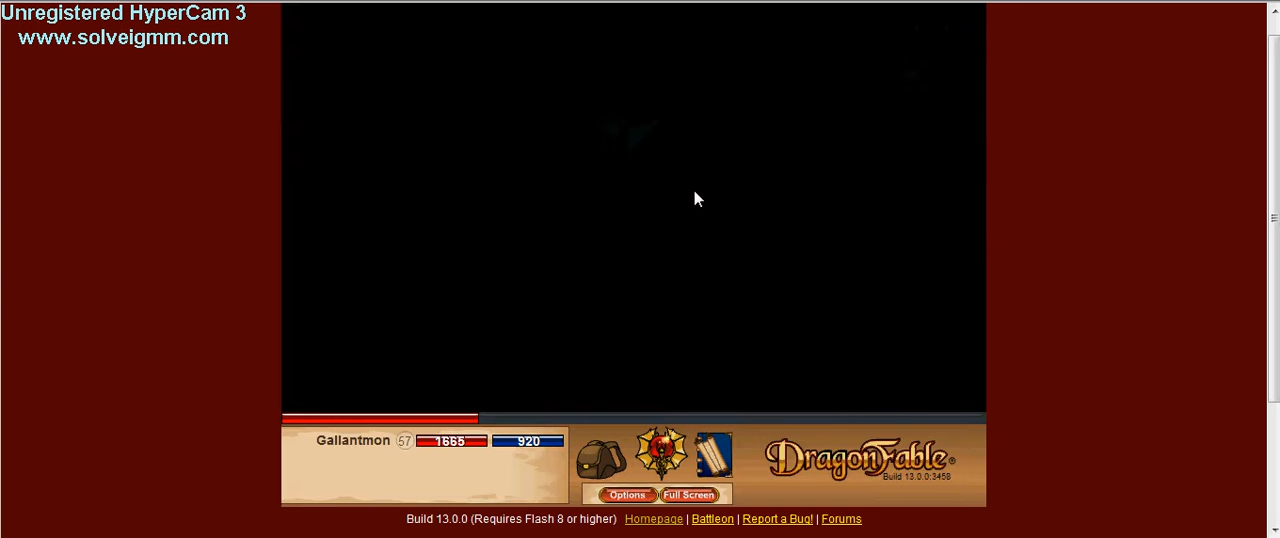 Unregistered HyperCam 3
www.solveigmm.com
Gallantmon 57 1665 920
DragonFable®
Build 13.0.0:3458
Options Full Screen
Build 13.0.0 (Requires Flash 8 or higher) Homepage | Battleon | Report a Bug! | Forums